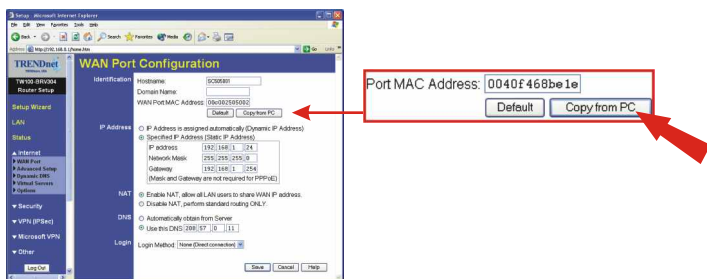 Setup - Microsoft Internet Explorer
File Edit View Favorites Tools Help
Back Search Favorites Media
Address http://192.168.0.1/home.htm Go Links
TRENDnet
TW100-BRV304
Router Setup
Setup Wizard
LAN
Status
Internet
WAN Port
Advanced Setup
Dynamic DNS
Virtual Servers
Options
Security
VPN (IPSec)
Microsoft VPN
Other
Log Out
WAN Port Configuration
Identification
Hostname: SC505001
Domain Name:
WAN Port MAC Address: 00c002505002
Default Copy from PC
IP Address
IP Address is assigned automatically (Dynamic IP Address)
Specified IP Address (Static IP Address)
IP address 192 168 1 24
Network Mask 255 255 255 0
Gateway 192 168 1 254
(Mask and Gateway are not required for PPPoE)
NAT
Enable NAT, allow all LAN users to share WAN IP address.
Disable NAT, perform standard routing ONLY.
DNS
Automatically obtain from Server
Use this DNS 208 57 0 11
Login
Login Method: None (Direct connection)
Save Cancel Help
Port MAC Address: 0040f468be1e
Default Copy from PC